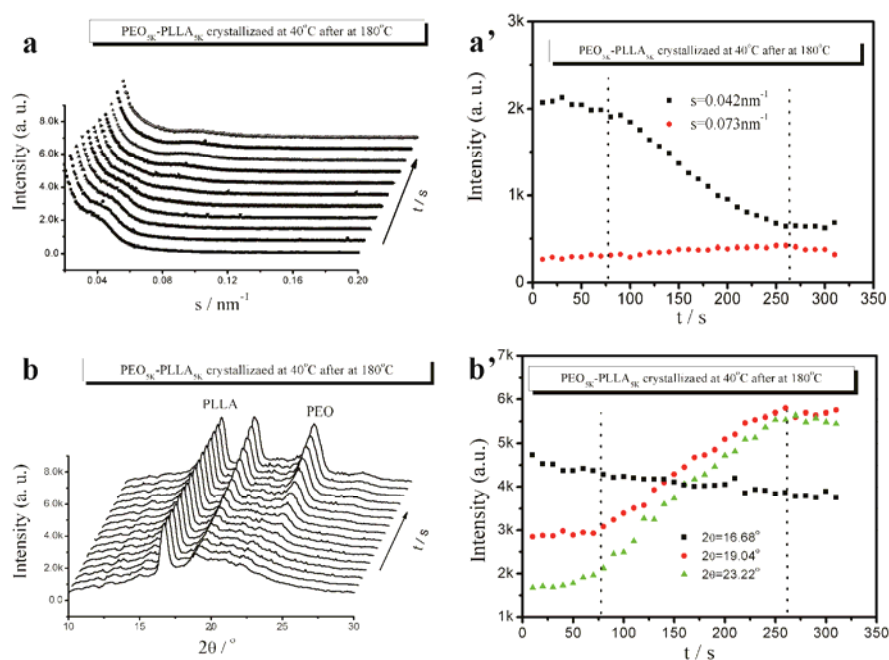 a
PEO5K-PLLA5K crystallizaed at 40°C after at 180°C
Intensity (a. u.)
8.0k
6.0k
4.0k
2.0k
0.0
0.04
0.08
0.12
0.16
0.20
s / nm-1
t / s
a'
PEO5K-PLLA5K crystallizaed at 40°C after at 180°C
Intensity (a. u.)
3k
2k
1k
0
s=0.042nm-1
s=0.073nm-1
0
50
100
150
200
250
300
350
t / s
b
PEO5K-PLLA5K crystallizaed at 40°C after at 180°C
PLLA
PEO
Intensity (a. u.)
8.0k
6.0k
4.0k
2.0k
0.0
10
15
20
25
30
2θ / °
t / s
b'
PEO5K-PLLA5K crystallizaed at 40°C after at 180°C
Intensity (a.u.)
7k
6k
5k
4k
3k
2k
1k
2θ=16.68°
2θ=19.04°
2θ=23.22°
0
50
100
150
200
250
300
350
t / s